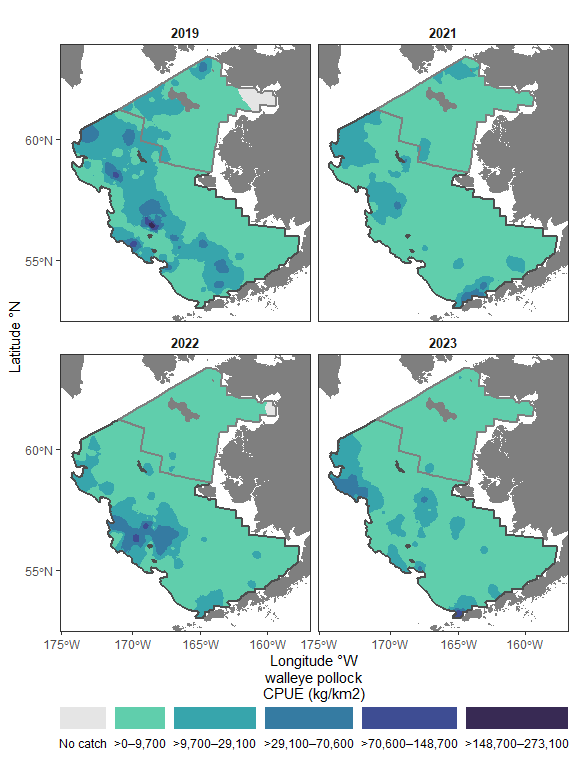 2019
2021
60°N
55°N
Latitude °N
2022
2023
60°N
55°N
175°W 170°W 165°W 160°W 175°W 170°W 165°W 160°W
Longitude °W
walleye pollock
CPUE (kg/km2)
No catch >0–9,700 >9,700–29,100 >29,100–70,600 >70,600–148,700 >148,700–273,100